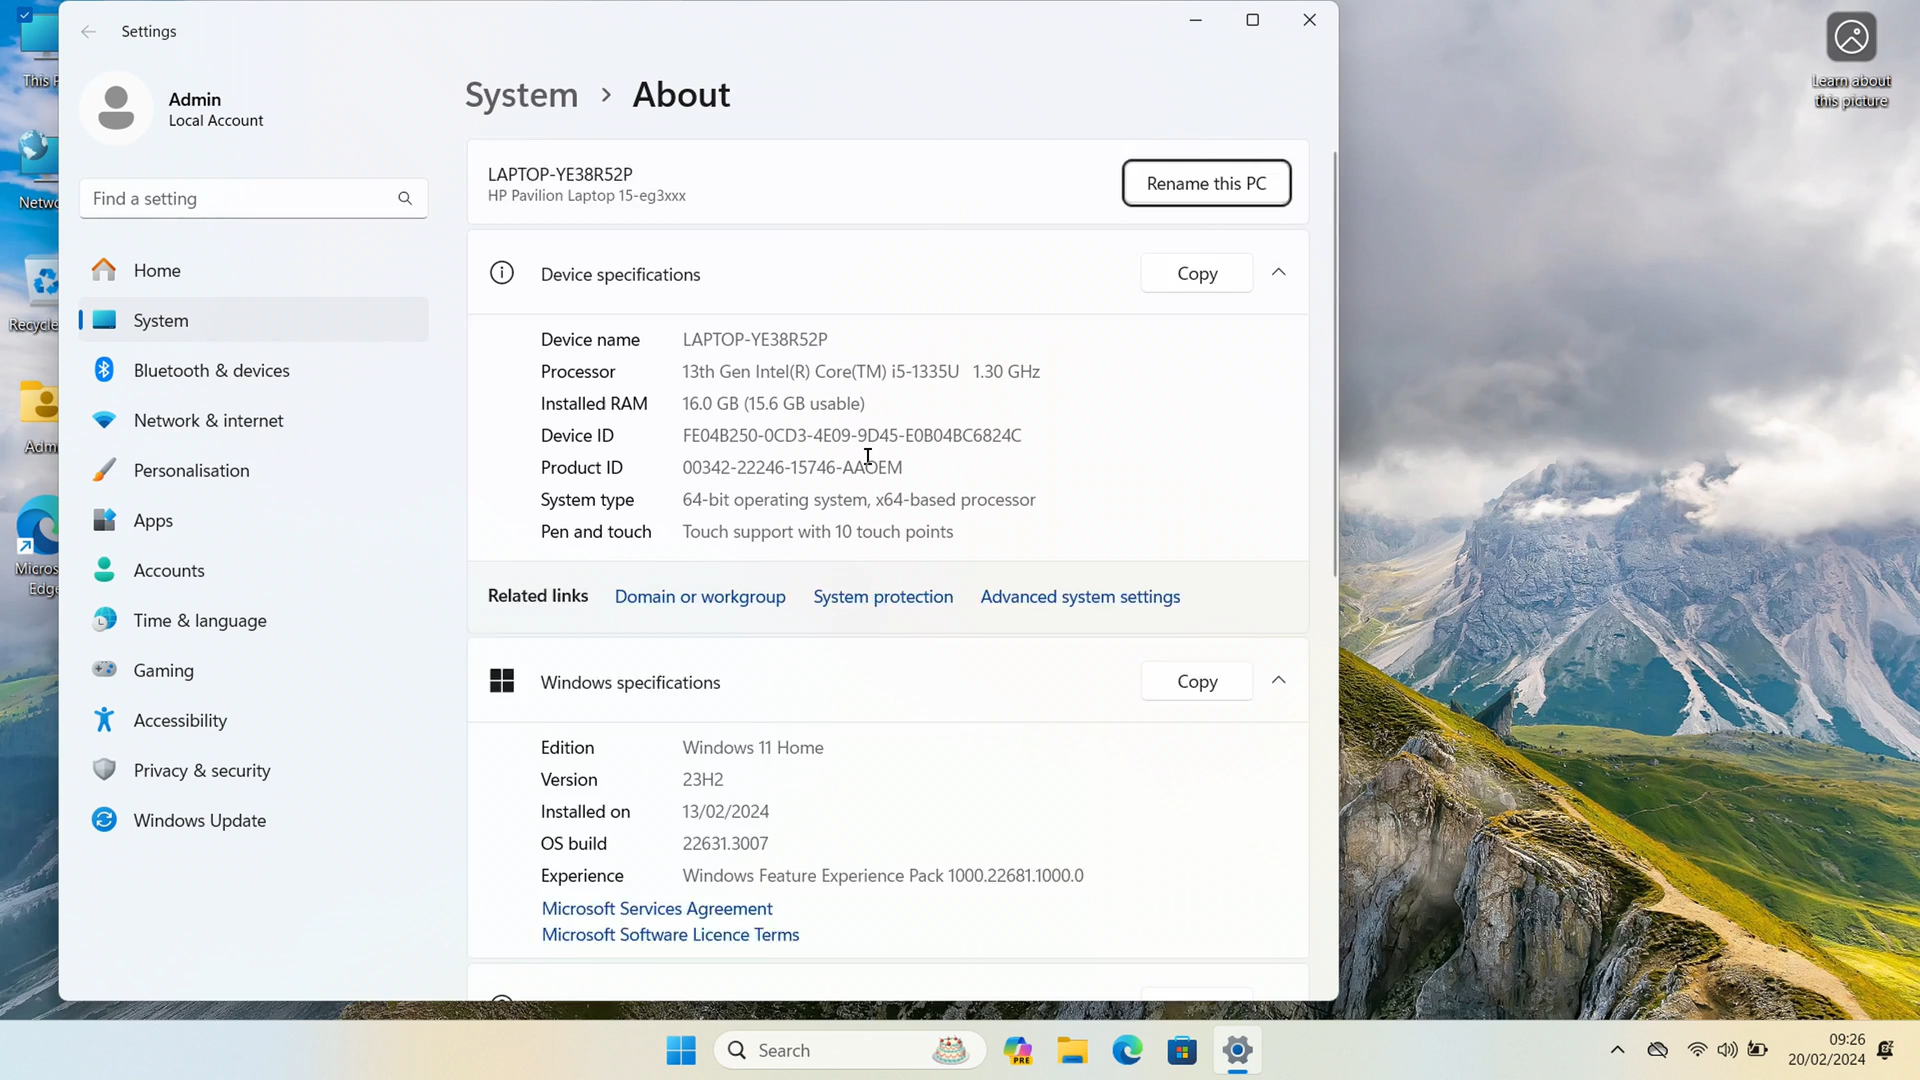 Settings
Admin
Local Account
Find a setting
Home
System
Bluetooth & devices
Network & internet
Personalisation
Apps
Accounts
Time & language
Gaming
Accessibility
Privacy & security
Windows Update
System > About
LAPTOP-YE38R52P
HP Pavilion Laptop 15-eg3xxx
Rename this PC
Device specifications
Copy
Device name LAPTOP-YE38R52P
Processor 13th Gen Intel(R) Core(TM) i5-1335U 1.30 GHz
Installed RAM 16.0 GB (15.6 GB usable)
Device ID FE04B250-0CD3-4E09-9D45-E0B04BC6824C
Product ID 00342-22246-15746-AAOEM
System type 64-bit operating system, x64-based processor
Pen and touch Touch support with 10 touch points
Related links Domain or workgroup System protection Advanced system settings
Windows specifications
Copy
Edition Windows 11 Home
Version 23H2
Installed on 13/02/2024
OS build 22631.3007
Experience Windows Feature Experience Pack 1000.22681.1000.0
Microsoft Services Agreement
Microsoft Software Licence Terms
This P
Netwo
Recycle
Adm
Micros
Edge
Learn about
this picture
Search
PRE
09:26
20/02/2024